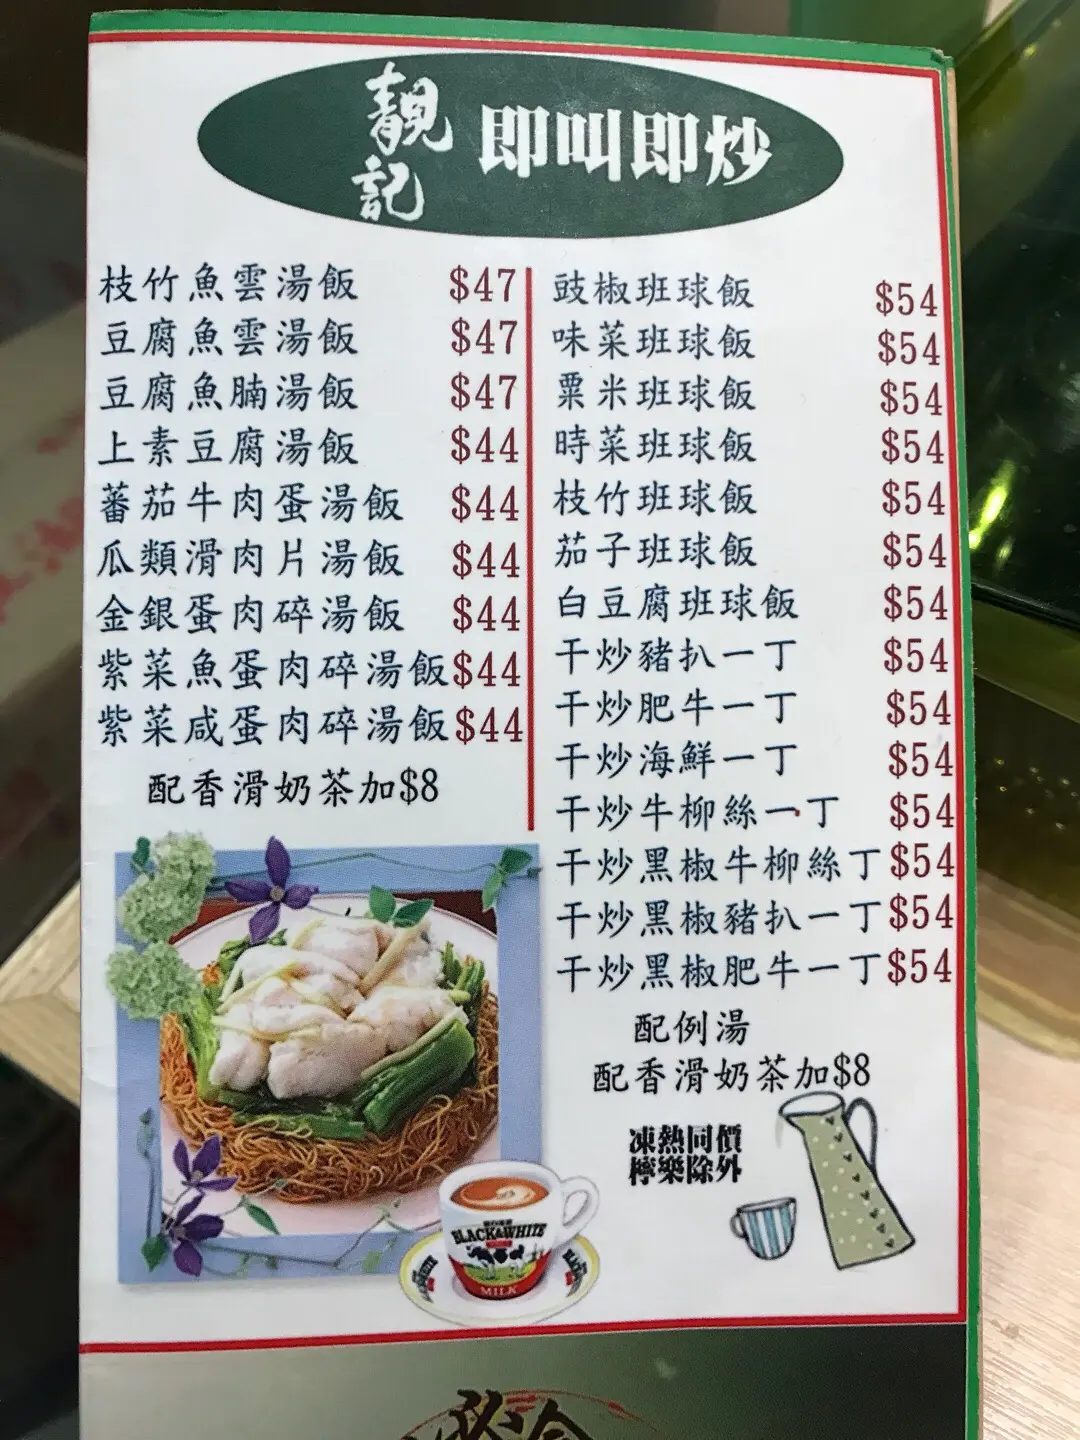 靚記
即叫即炒
枝竹魚雲湯飯 $47
豆腐魚雲湯飯 $47
豆腐魚腩湯飯 $47
上素豆腐湯飯 $44
蕃茄牛肉蛋湯飯 $44
瓜類滑肉片湯飯 $44
金銀蛋肉碎湯飯 $44
紫菜魚蛋肉碎湯飯 $44
紫菜咸蛋肉碎湯飯 $44
配香滑奶茶加$8
豉椒班球飯 $54
味菜班球飯 $54
粟米班球飯 $54
時菜班球飯 $54
枝竹班球飯 $54
茄子班球飯 $54
白豆腐班球飯 $54
干炒豬扒一丁 $54
干炒肥牛一丁 $54
干炒海鮮一丁 $54
干炒牛柳絲一丁 $54
干炒黑椒牛柳絲丁 $54
干炒黑椒豬扒一丁 $54
干炒黑椒肥牛一丁 $54
配例湯
配香滑奶茶加$8
凍熱同價
檸樂除外
BLACK&WHITE
MILK